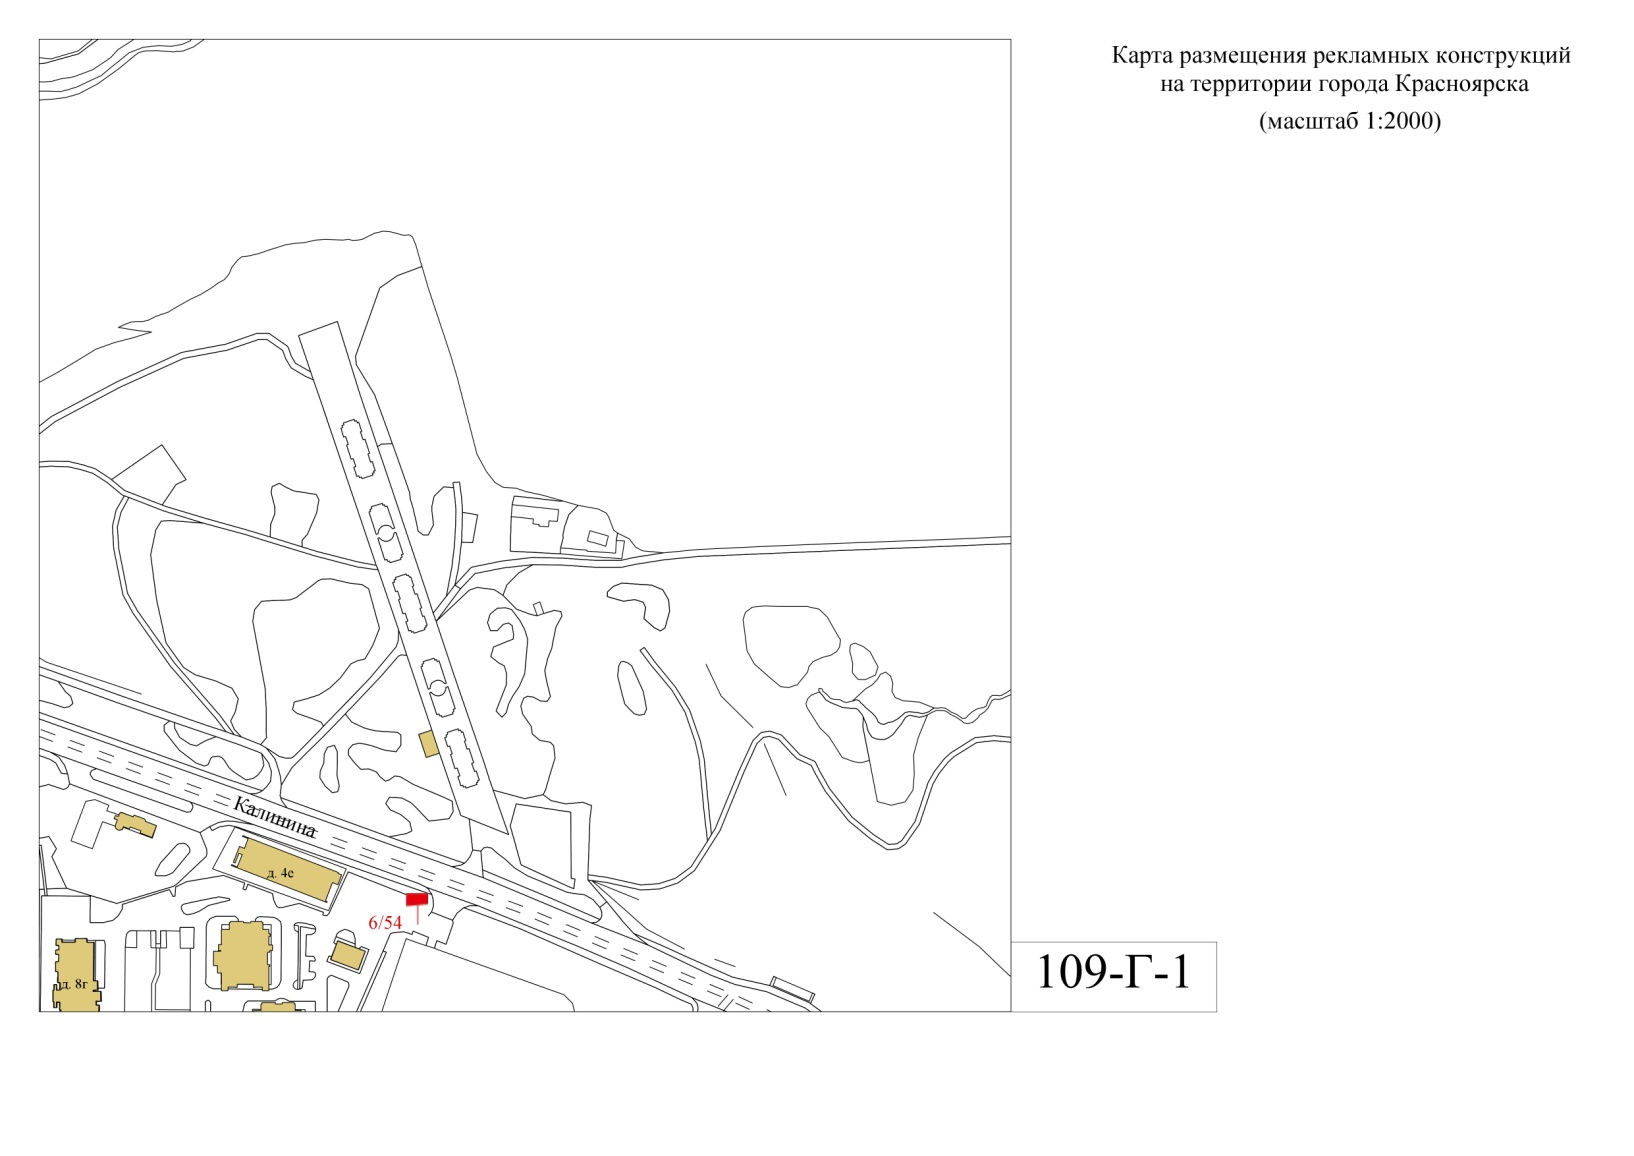 Карта размещения рекламных конструкций
на территории города Красноярска
(масштаб 1:2000)
Калинина
д. 4е
6/54
д. 8г
109-Г-1